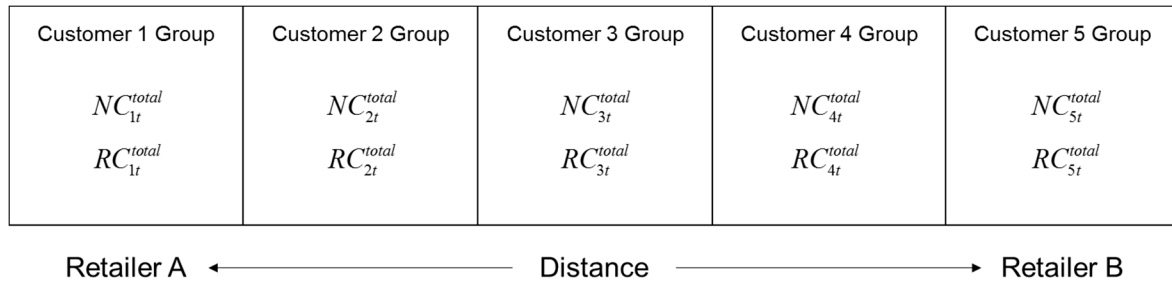 Customer 1 Group Customer 2 Group Customer 3 Group Customer 4 Group Customer 5 Group
NC_{1t}^{total} NC_{2t}^{total} NC_{3t}^{total} NC_{4t}^{total} NC_{5t}^{total}
RC_{1t}^{total} RC_{2t}^{total} RC_{3t}^{total} RC_{4t}^{total} RC_{5t}^{total}
Retailer A Distance Retailer B